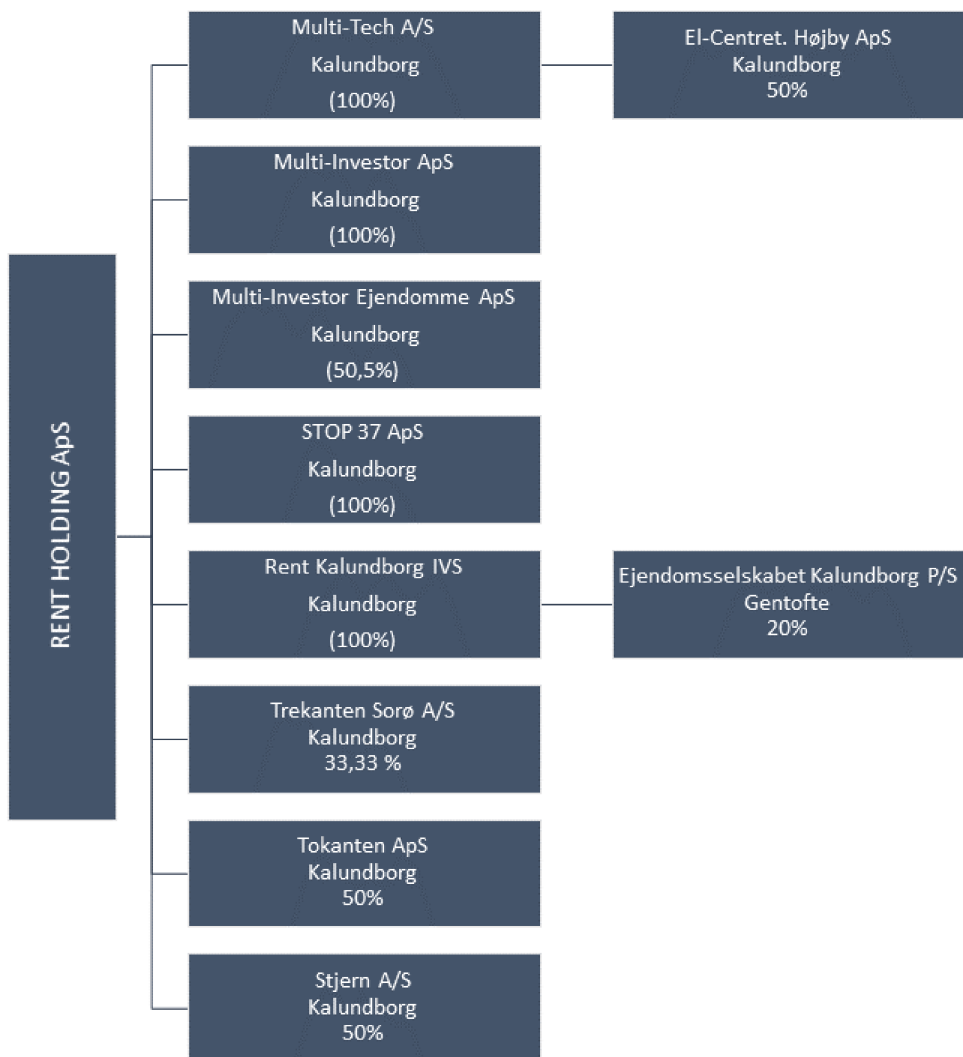 RENT HOLDING ApS
Multi-Tech A/S
Kalundborg
(100%)
El-Centret. Højby ApS
Kalundborg
50%
Multi-Investor ApS
Kalundborg
(100%)
Multi-Investor Ejendomme ApS
Kalundborg
(50,5%)
STOP 37 ApS
Kalundborg
(100%)
Rent Kalundborg IVS
Kalundborg
(100%)
Ejendomsselskabet Kalundborg P/S
Gentofte
20%
Trekanten Sorø A/S
Kalundborg
33,33 %
Tokanten ApS
Kalundborg
50%
Stjern A/S
Kalundborg
50%